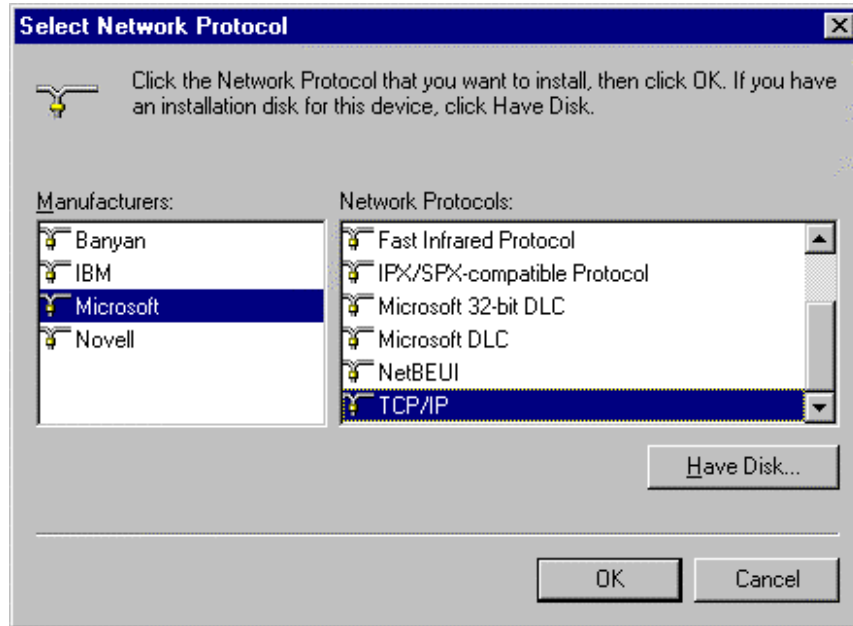 Select Network Protocol
Click the Network Protocol that you want to install, then click OK. If you have
an installation disk for this device, click Have Disk.
Manufacturers:
Banyan
IBM
Microsoft
Novell
Network Protocols:
Fast Infrared Protocol
IPX/SPX-compatible Protocol
Microsoft 32-bit DLC
Microsoft DLC
NetBEUI
TCP/IP
Have Disk...
OK
Cancel